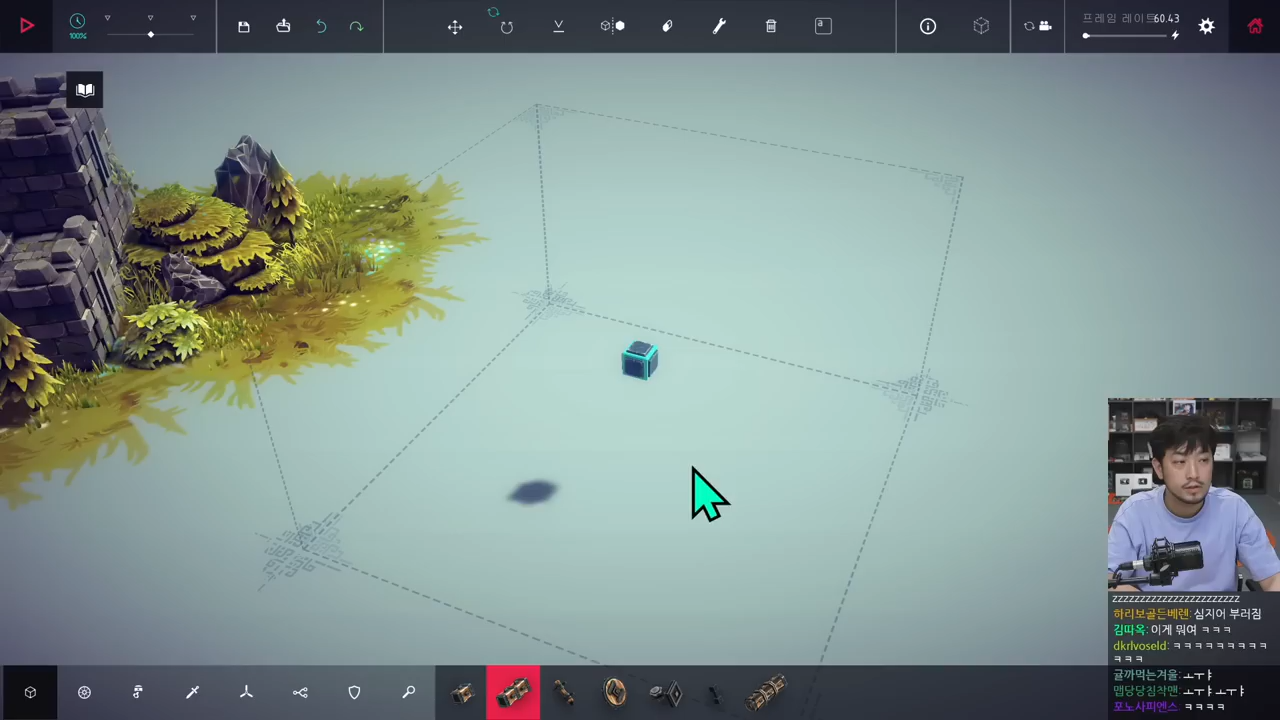 100%
a
프레임 레이트60.43
zzzzzzzzzzzzzzzzzzzzzzzz
하리보골든베렌: 심지어 부러짐
김따옥: 이게 뭐여 ㅋㅋㅋ
dkrlvoseld: ㅋㅋㅋㅋㅋㅋㅋㅋㅋ
ㅋㅋㅋ
귤까먹는겨울: ㅗㅜㅑ
맵당당침착맨: ㅗㅜㅑㅗㅜㅑ
포노사피엔스: ㅋㅋㅋㅋ